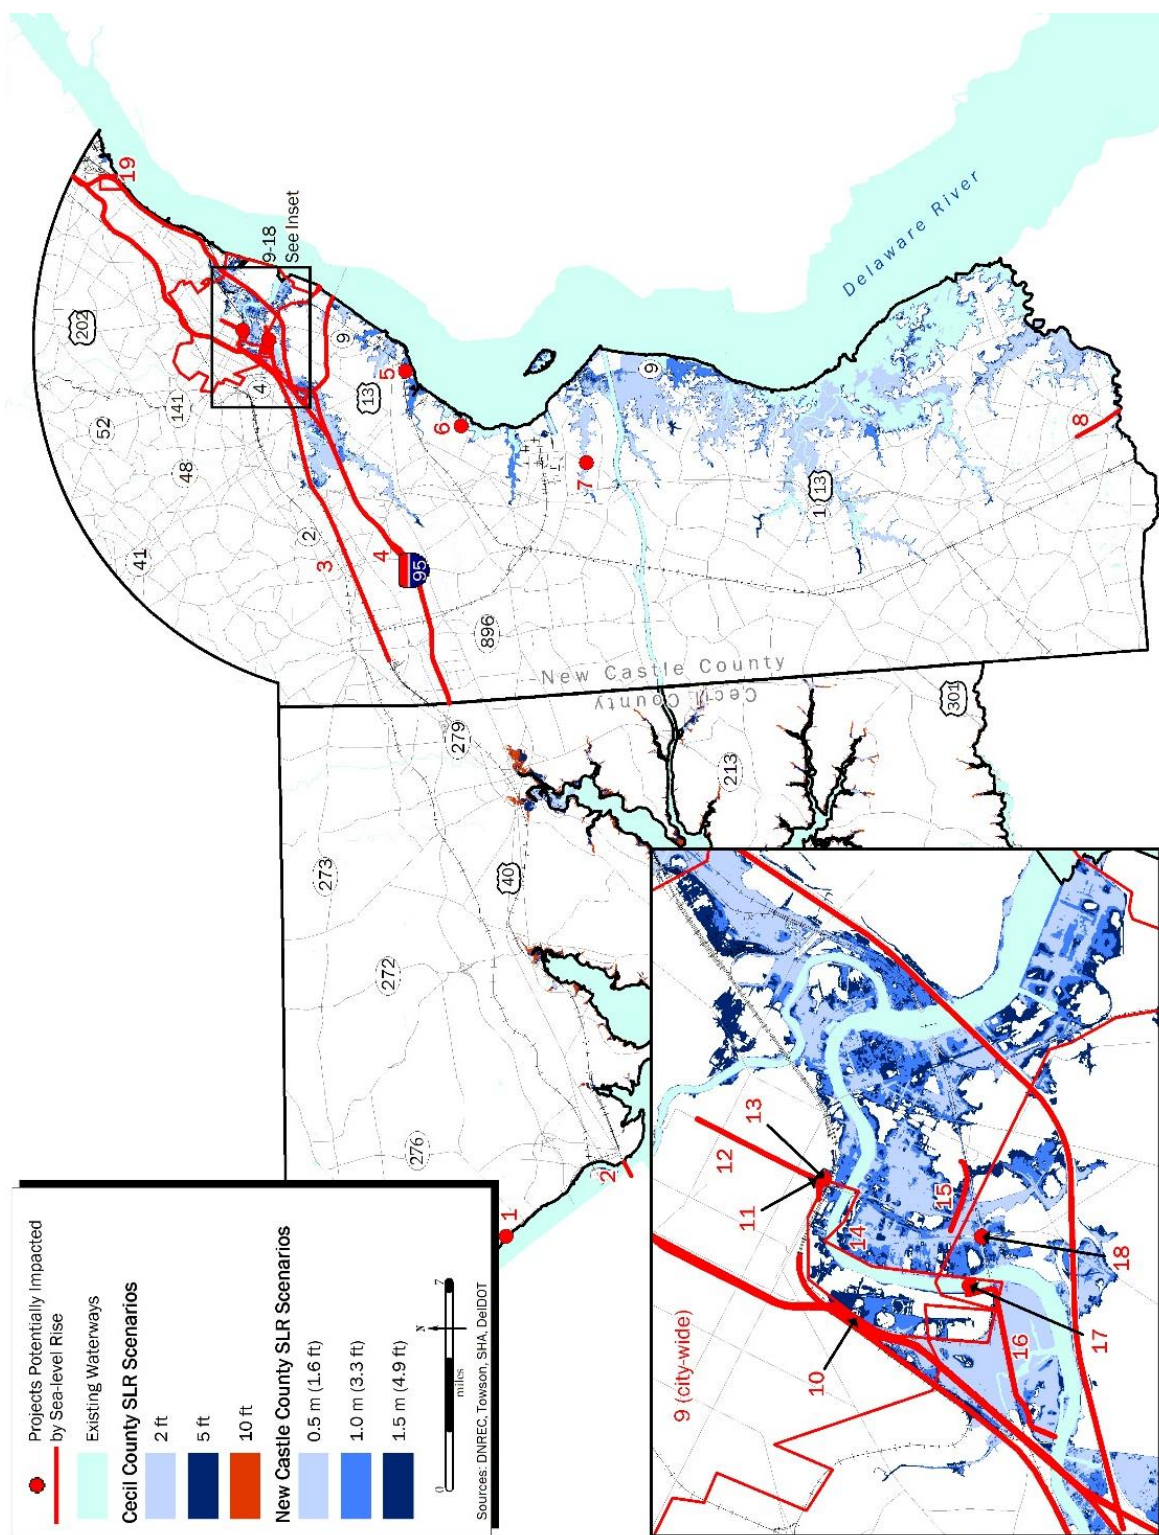 Projects Potentially Impacted
by Sea-level Rise
Existing Waterways
Cecil County SLR Scenarios
2 ft
5 ft
10 ft
New Castle County SLR Scenarios
0.5 m (1.6 ft)
1.0 m (3.3 ft)
1.5 m (4.9 ft)
0
7
miles
N
Sources: DNREC, Towson, SHA, DelDOT
1
2
276
272
273
40
279
213
301
New Castle County
Cecil County
896
95
4
3
2
41
48
52
141
202
4
13
9
9-18
See Inset
19
5
6
7
9
1
13
8
Delaware River
9 (city-wide)
10
11
12
13
14
15
16
17
18